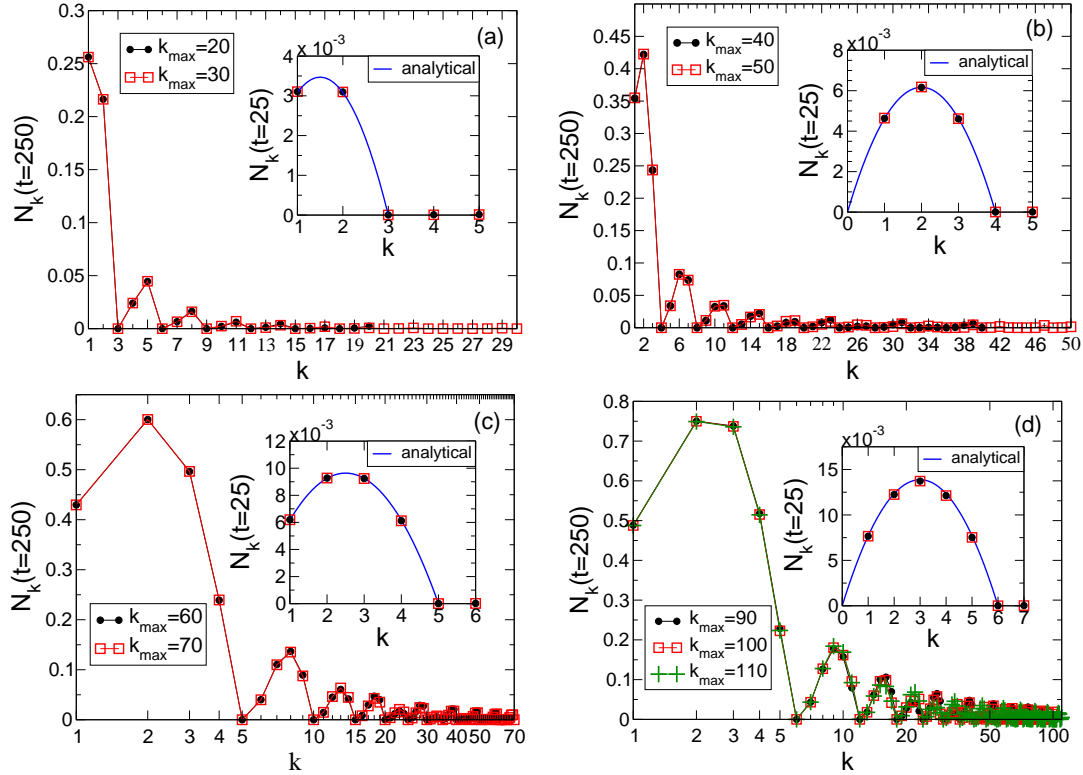 (a)
k_max=20
k_max=30
x 10^-3
analytical
4
3
2
1
0
N_k(t=25)
1 2 3 4 5
k
0.25
0.2
0.15
0.1
0.05
0
N_k(t=250)
1 3 5 7 9 11 13 15 17 19 21 23 25 27 29
k
(b)
k_max=40
k_max=50
x10^-3
analytical
8
6
4
2
0
N_k(t=25)
0 1 2 3 4 5
k
0.45
0.4
0.35
0.3
0.25
0.2
0.15
0.1
0.05
0
N_k(t=250)
2 6 10 14 18 22 26 30 34 38 42 46 50
k
(c)
x10^-3
analytical
12
10
8
6
4
2
0
N_k(t=25)
1 2 3 4 5 6
k
k_max=60
k_max=70
0.6
0.5
0.4
0.3
0.2
0.1
0
N_k(t=250)
1 2 3 4 5 10 15 20 30 40 50 70
k
(d)
x10^-3
analytical
15
10
5
0
N_k(t=25)
0 1 2 3 4 5 6 7
k
k_max=90
k_max=100
k_max=110
0.8
0.7
0.6
0.5
0.4
0.3
0.2
0.1
0
N_k(t=250)
1 2 3 4 5 10 20 50 100
k